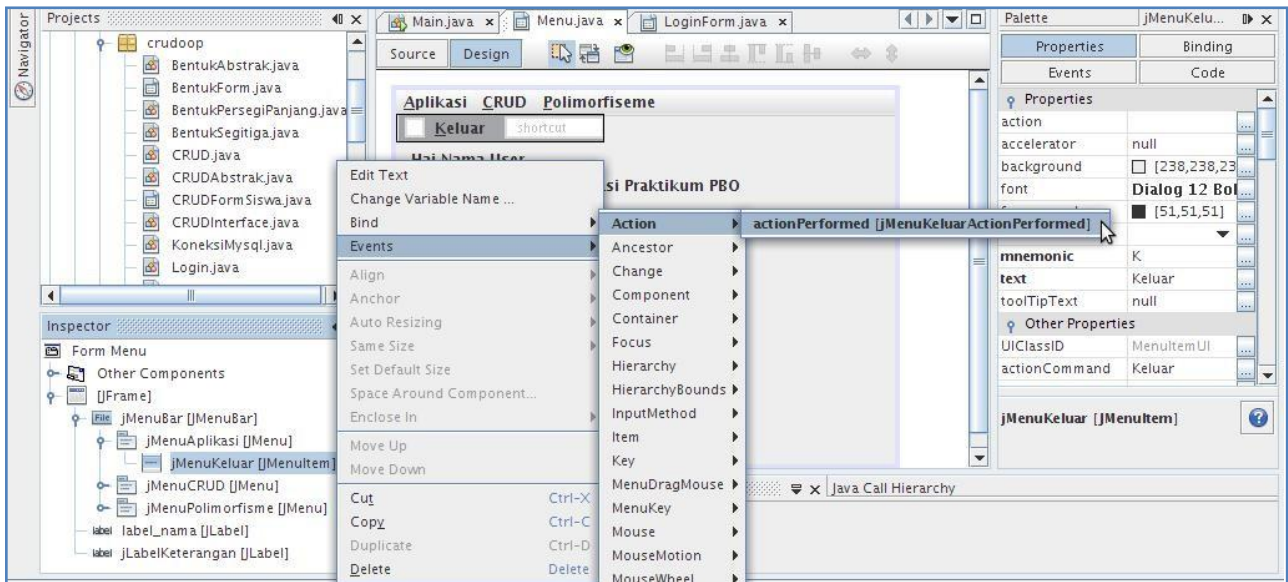 Navigator
Projects
crudoop
BentukAbstrak.java
BentukForm.java
BentukPersegiPanjang.java
BentukSegitiga.java
CRUD.java
CRUDAbstrak.java
CRUDFormSiswa.java
CRUDInterface.java
KoneksiMysql.java
Login.java
Inspector
Form Menu
Other Components
[JFrame]
File jMenuBar [JMenuBar]
jMenuAplikasi [JMenu]
jMenuKeluar [JMenuItem]
jMenuCRUD [JMenu]
jMenuPolimorfisme [JMenu]
label label_nama [JLabel]
label jLabelKeterangan [JLabel]
Main.java x Menu.java x LoginForm.java x
Source Design
Aplikasi CRUD Polimorfiseme
Keluar shortcut
Hai Nama User
si Praktikum PBO
Edit Text
Change Variable Name ...
Bind
Events
Align
Anchor
Auto Resizing
Same Size
Set Default Size
Space Around Component...
Enclose In
Move Up
Move Down
Cut Ctrl-X
Copy Ctrl-C
Duplicate Ctrl-D
Delete Delete
Action
Ancestor
Change
Component
Container
Focus
Hierarchy
HierarchyBounds
InputMethod
Item
Key
MenuDragMouse
MenuKey
Mouse
MouseMotion
MouseWheel
actionPerformed [jMenuKeluarActionPerformed]
x Java Call Hierarchy
Palette jMenuKelu... x
Properties Binding
Events Code
Properties
action ...
accelerator null ...
background [238,238,23 ...
font Dialog 12 Bol...
[51,51,51] ...
mnemonic K ...
text Keluar ...
toolTipText null ...
Other Properties
UIClassID MenuItemUI ...
actionCommand Keluar ...
jMenuKeluar [JMenuItem]